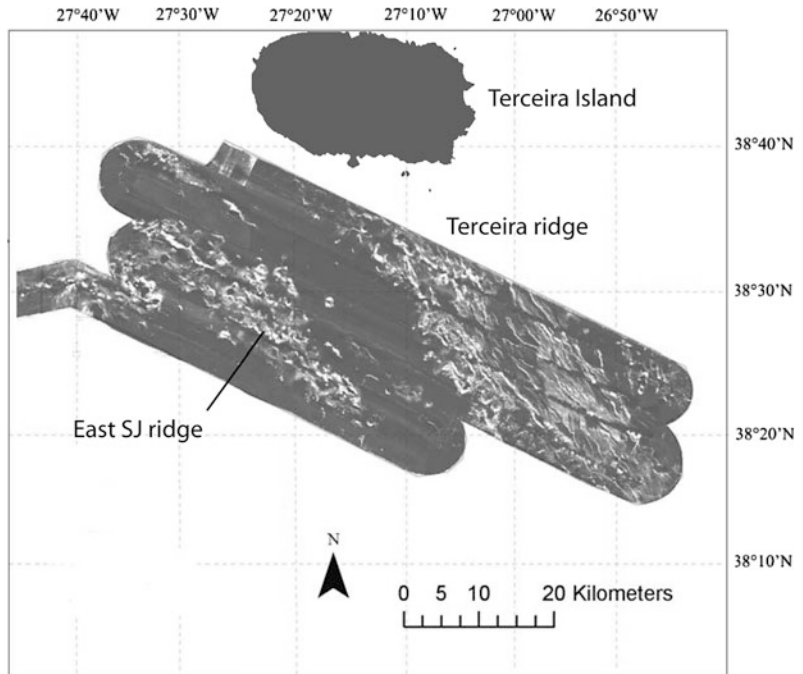 27°40'W 27°30'W 27°20'W 27°10'W 27°00'W 26°50'W
Terceira Island
38°40'N
Terceira ridge
38°30'N
East SJ ridge
38°20'N
38°10'N
N
0 5 10 20 Kilometers